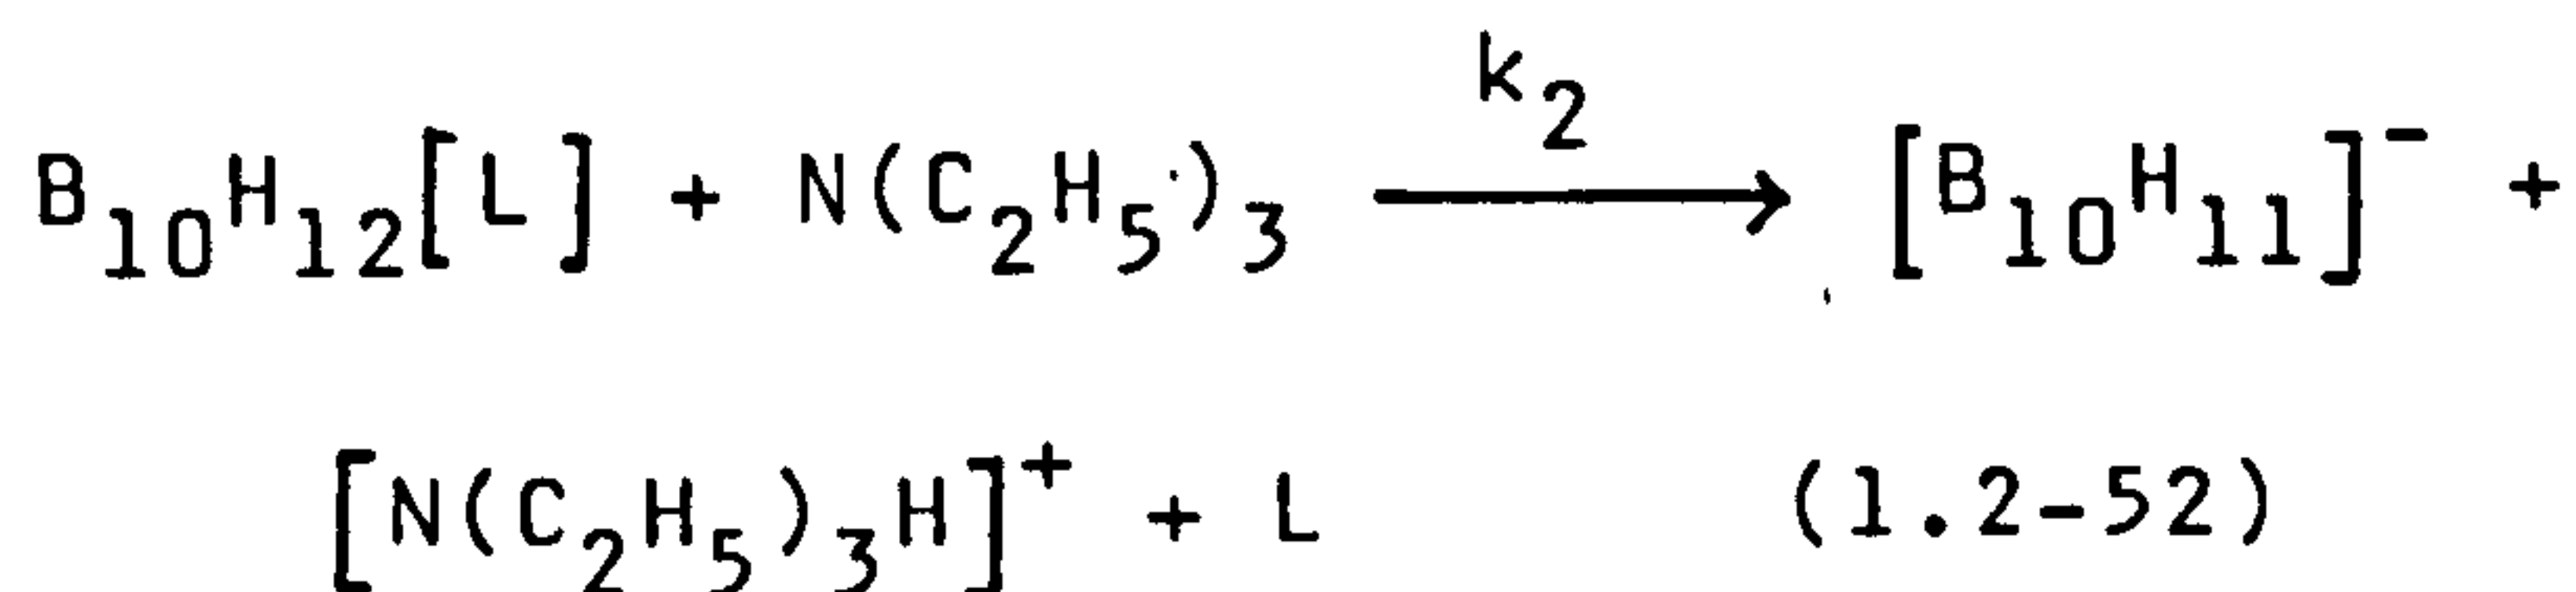 k₂
B₁₀H₁₂[L] + N(C₂H₅)₃ ⟶ [B₁₀H₁₁]⁻ +
[N(C₂H₅)₃H]⁺ + L (1.2-52)